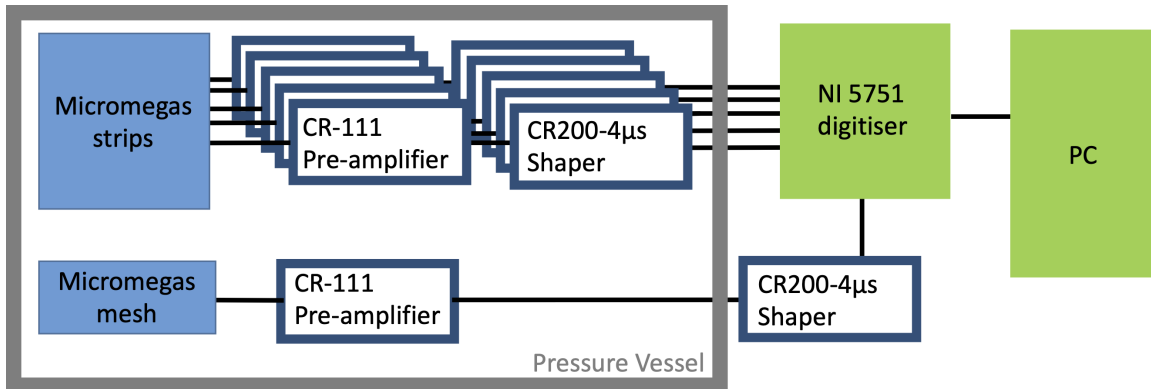 Micromegas
strips
CR-111
Pre-amplifier
CR200-4µs
Shaper
NI 5751
digitiser
PC
Micromegas
mesh
CR-111
Pre-amplifier
CR200-4µs
Shaper
Pressure Vessel